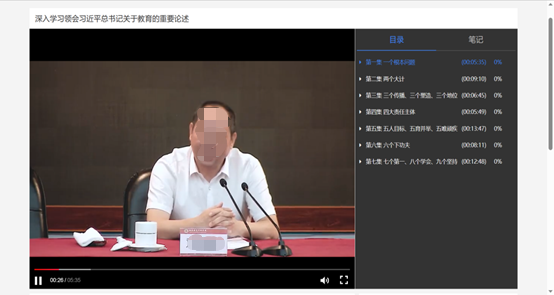 深入学习领会习近平总书记关于教育的重要论述
目录
笔记
第一集 一个根本问题 (00:05:35) 0%
第二集 两个大计 (00:09:10) 0%
第三集 三个传播、三个塑造、三个地位 (00:06:45) 0%
第四集 四大责任主体 (00:05:49) 0%
第五集 五人目标、五育并举、五唯顽疾 (00:13:47) 0%
第六集 六个下功夫 (00:08:11) 0%
第七集 七个第一、八个学会、九个坚持 (00:12:48) 0%
00:26 / 05:35